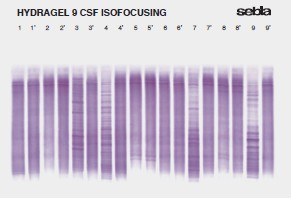 HYDRAGEL 9 CSF ISOFOCUSING sebia
1 1* 2 2* 3 3* 4 4* 5 5* 6 6* 7 7* 8 8* 9 9*